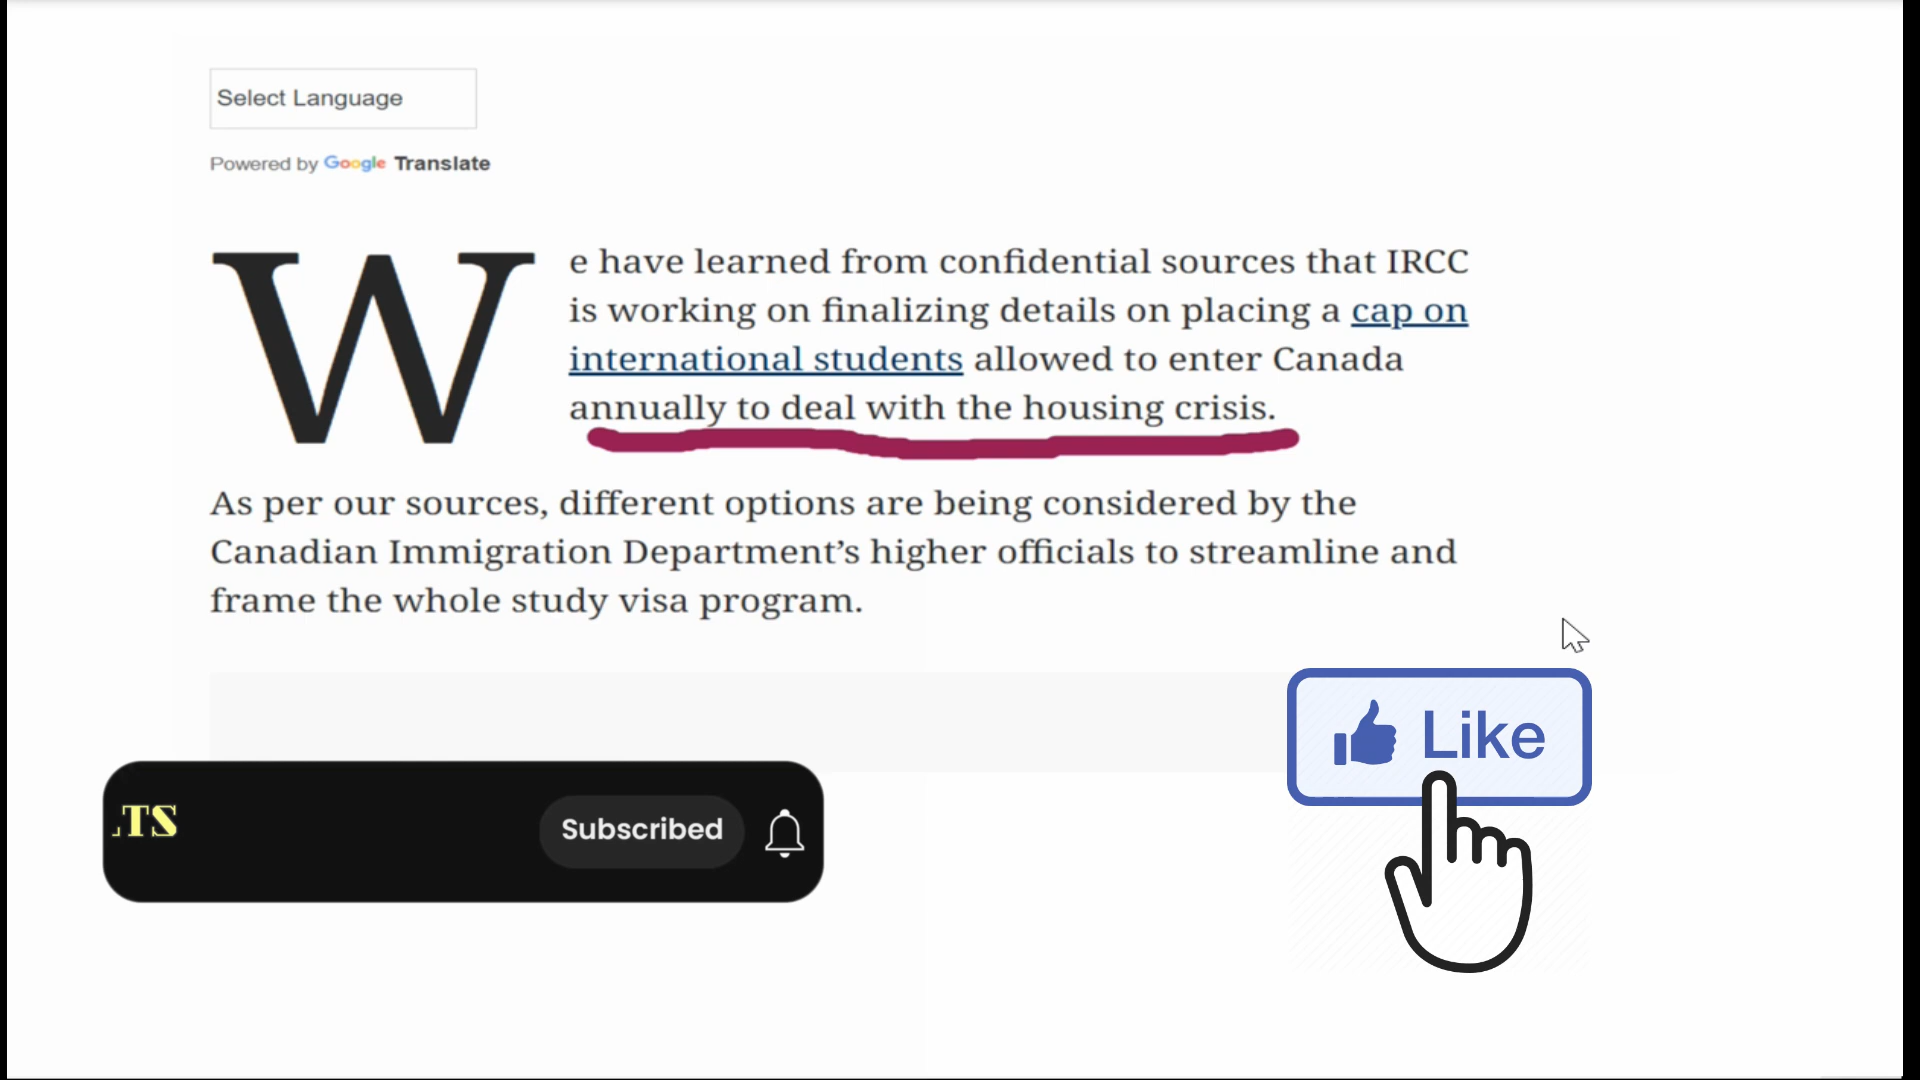 Select Language
Powered by Google Translate
We have learned from confidential sources that IRCC
is working on finalizing details on placing a cap on
international students allowed to enter Canada
annually to deal with the housing crisis.
As per our sources, different options are being considered by the
Canadian Immigration Department’s higher officials to streamline and
frame the whole study visa program.
Like
.TS
Subscribed